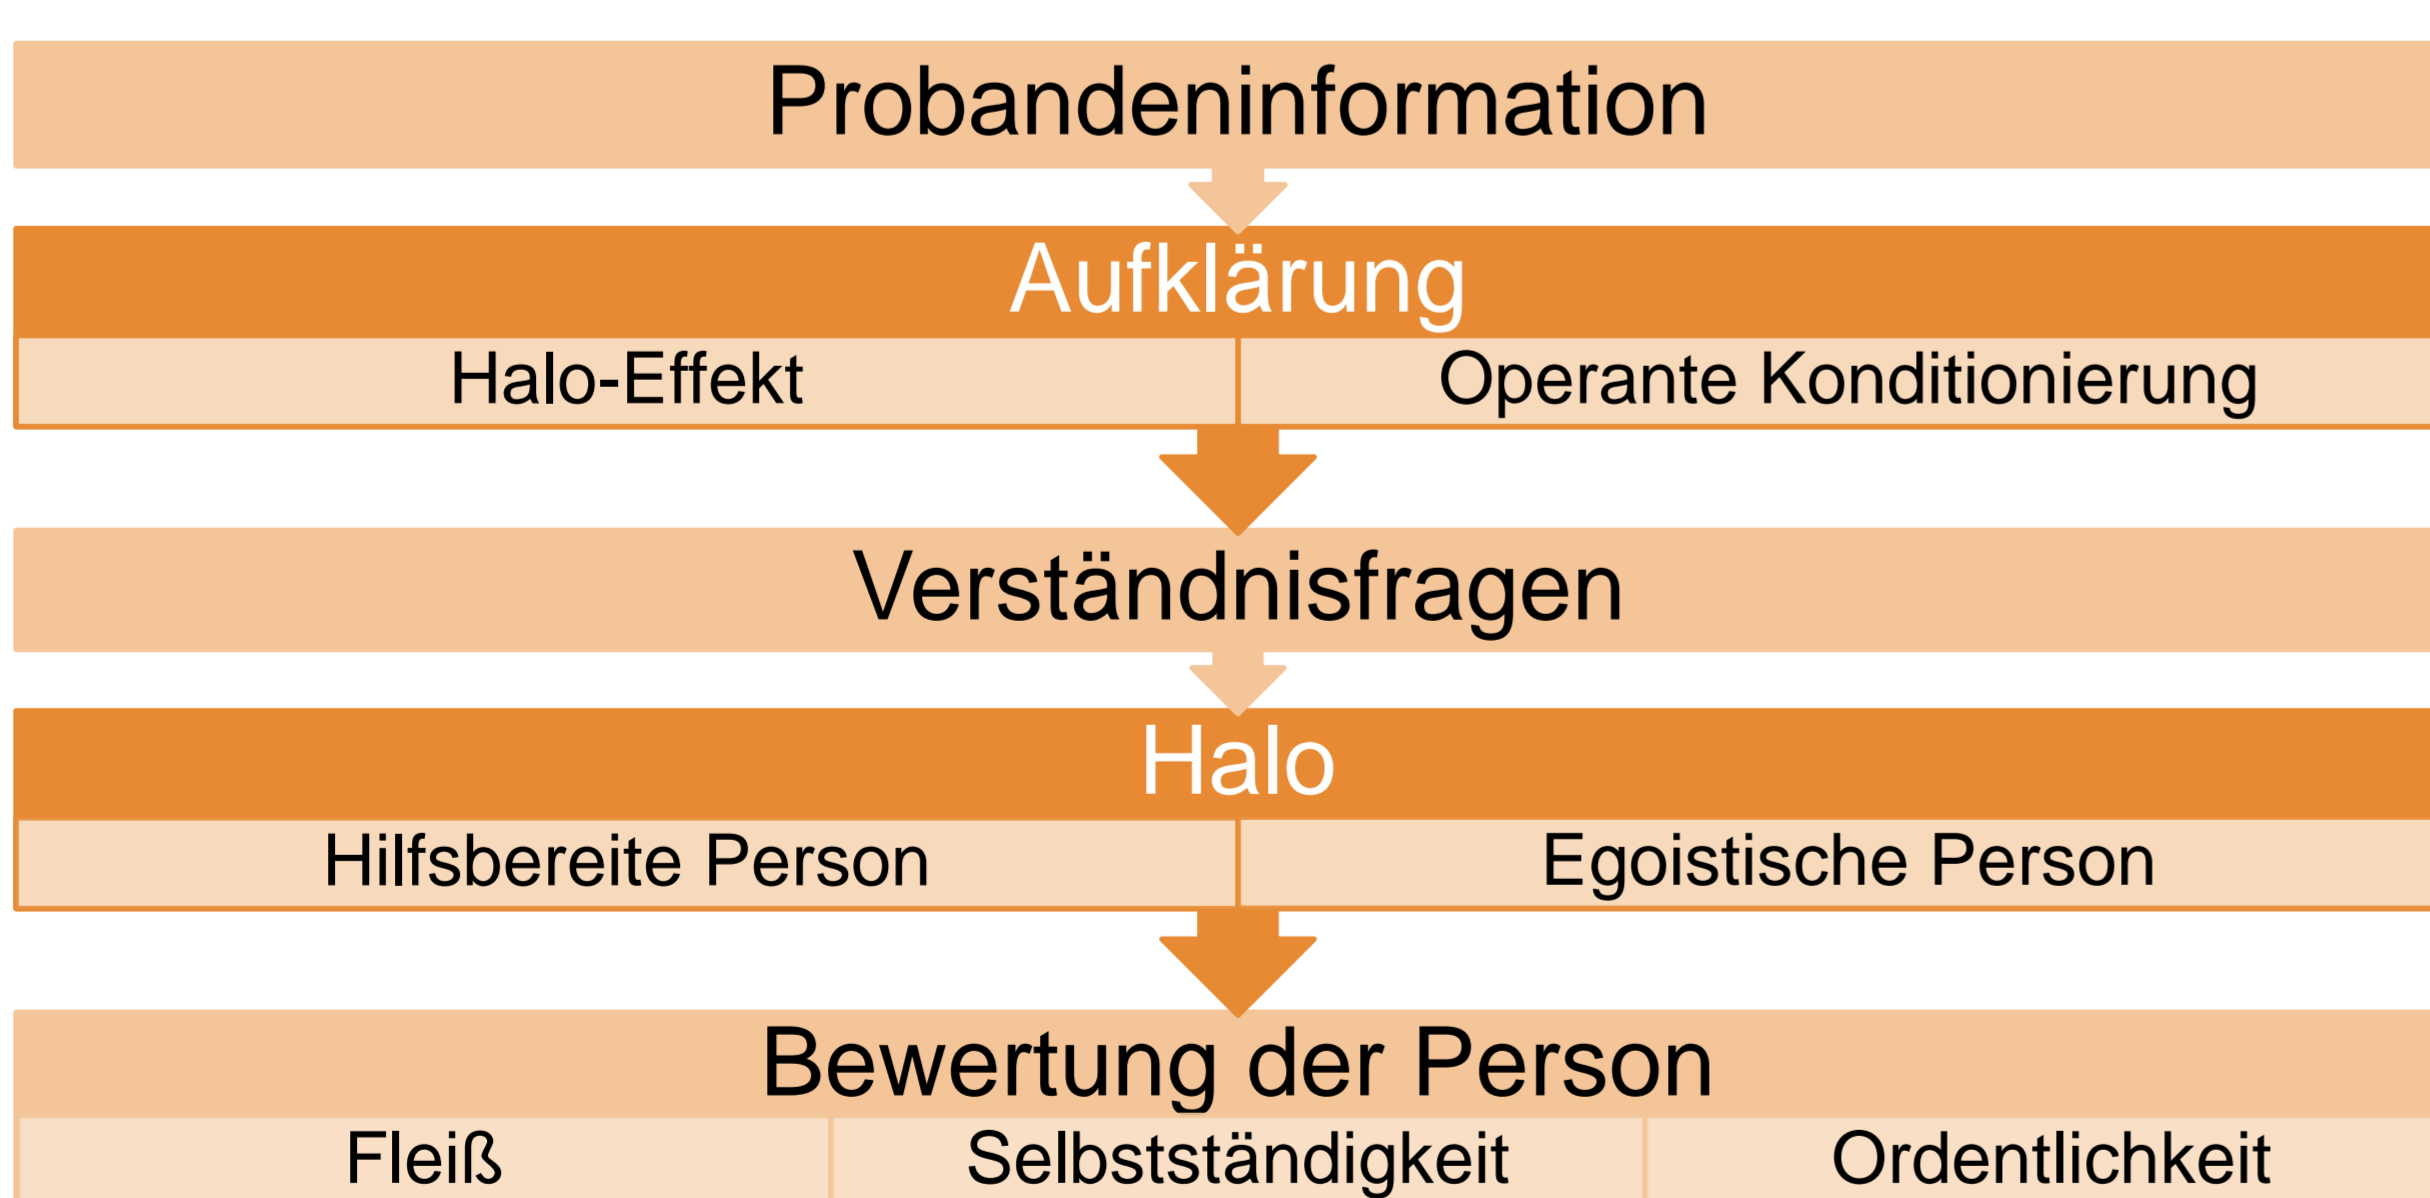 Probandeninformation
Aufklärung
Halo-Effekt
Operante Konditionierung
Verständnisfragen
Halo
Hilfsbereite Person
Egoistische Person
Bewertung der Person
Fleiß
Selbstständigkeit
Ordentlichkeit